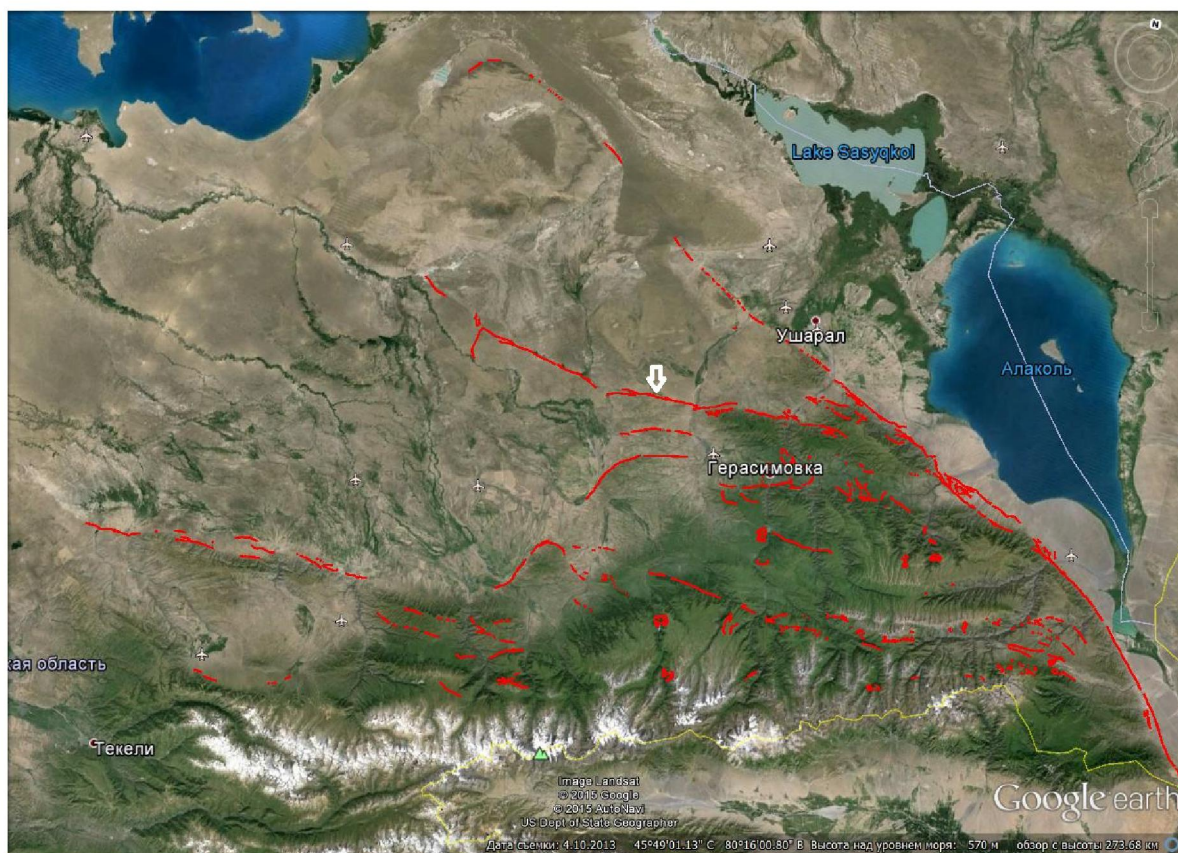 N
Lake Sasyqkol
Ушарал
Алаколь
Герасимовка
кая область
Текели
Image Landsat
© 2015 Google
© 2015 AutoNavi
US Dept of State Geographer
Google earth
Дата съемки: 4.10.2013 45°49'01.13" С 80°16'00.80" В Высота над уровнем моря: 570 м обзор с высоты 273.68 км